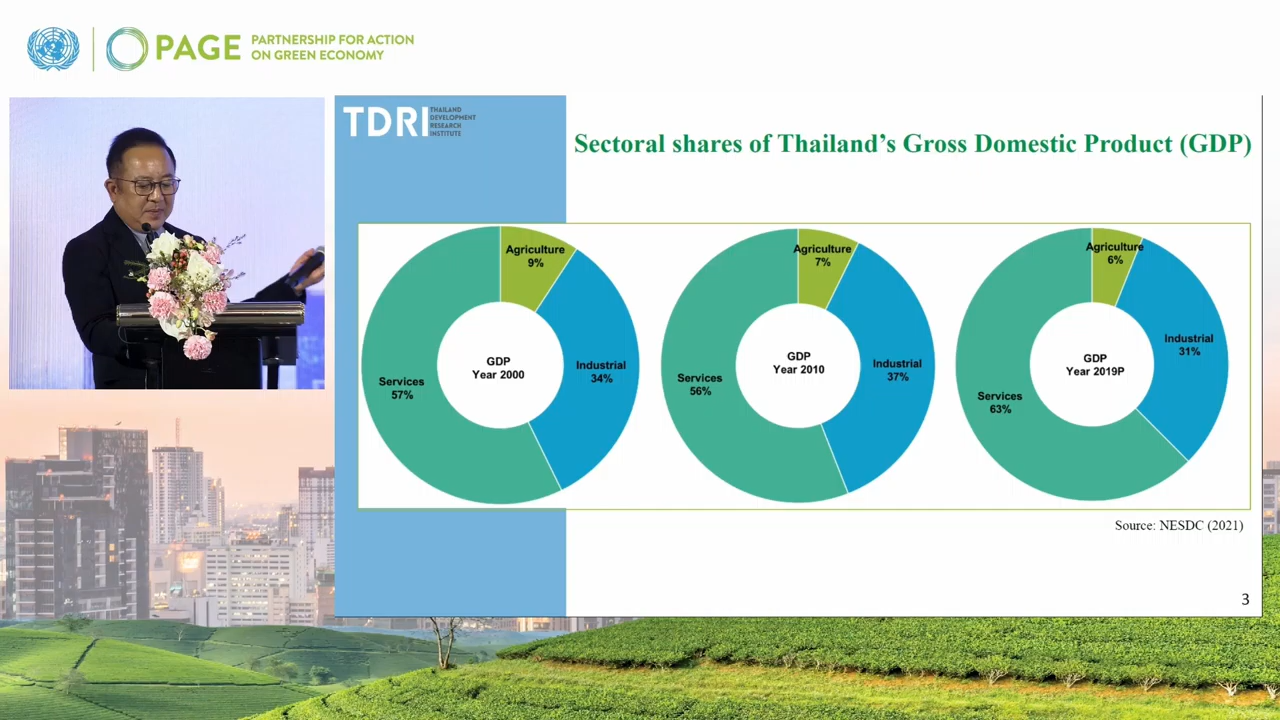 PAGE
PARTNERSHIP FOR ACTION
ON GREEN ECONOMY
TDRI
THAILAND
DEVELOPMENT
RESEARCH
INSTITUTE
Sectoral shares of Thailand’s Gross Domestic Product (GDP)
Agriculture
9%
Industrial
34%
Services
57%
GDP
Year 2000
Agriculture
7%
Industrial
37%
Services
56%
GDP
Year 2010
Agriculture
6%
Industrial
31%
Services
63%
GDP
Year 2019P
Source: NESDC (2021)
3